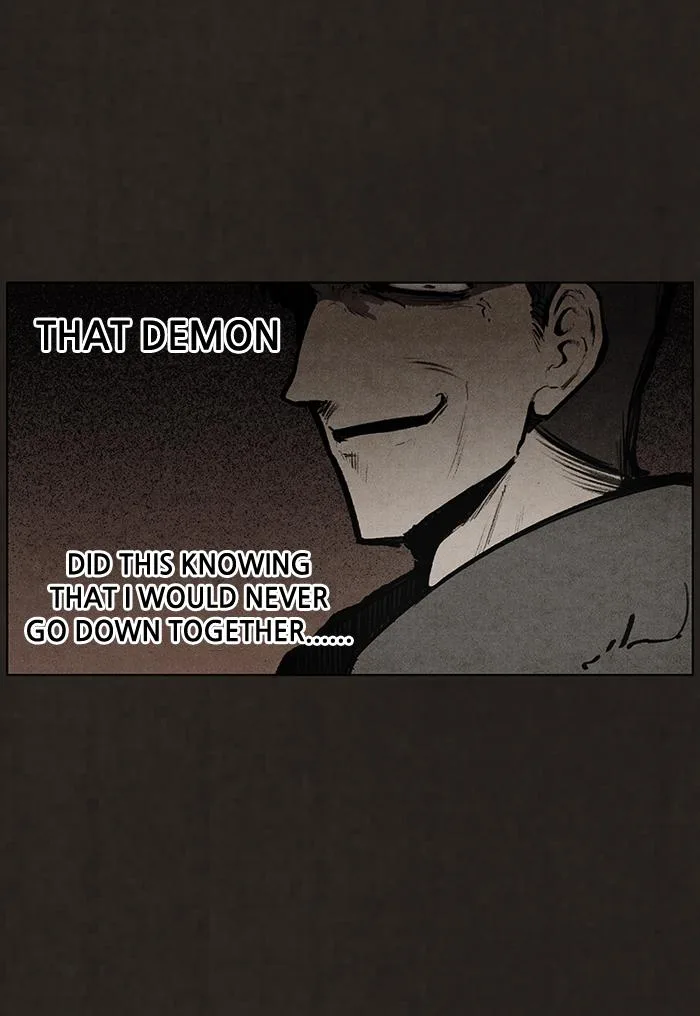 THAT DEMON
DID THIS KNOWING
THAT I WOULD NEVER
GO DOWN TOGETHER......